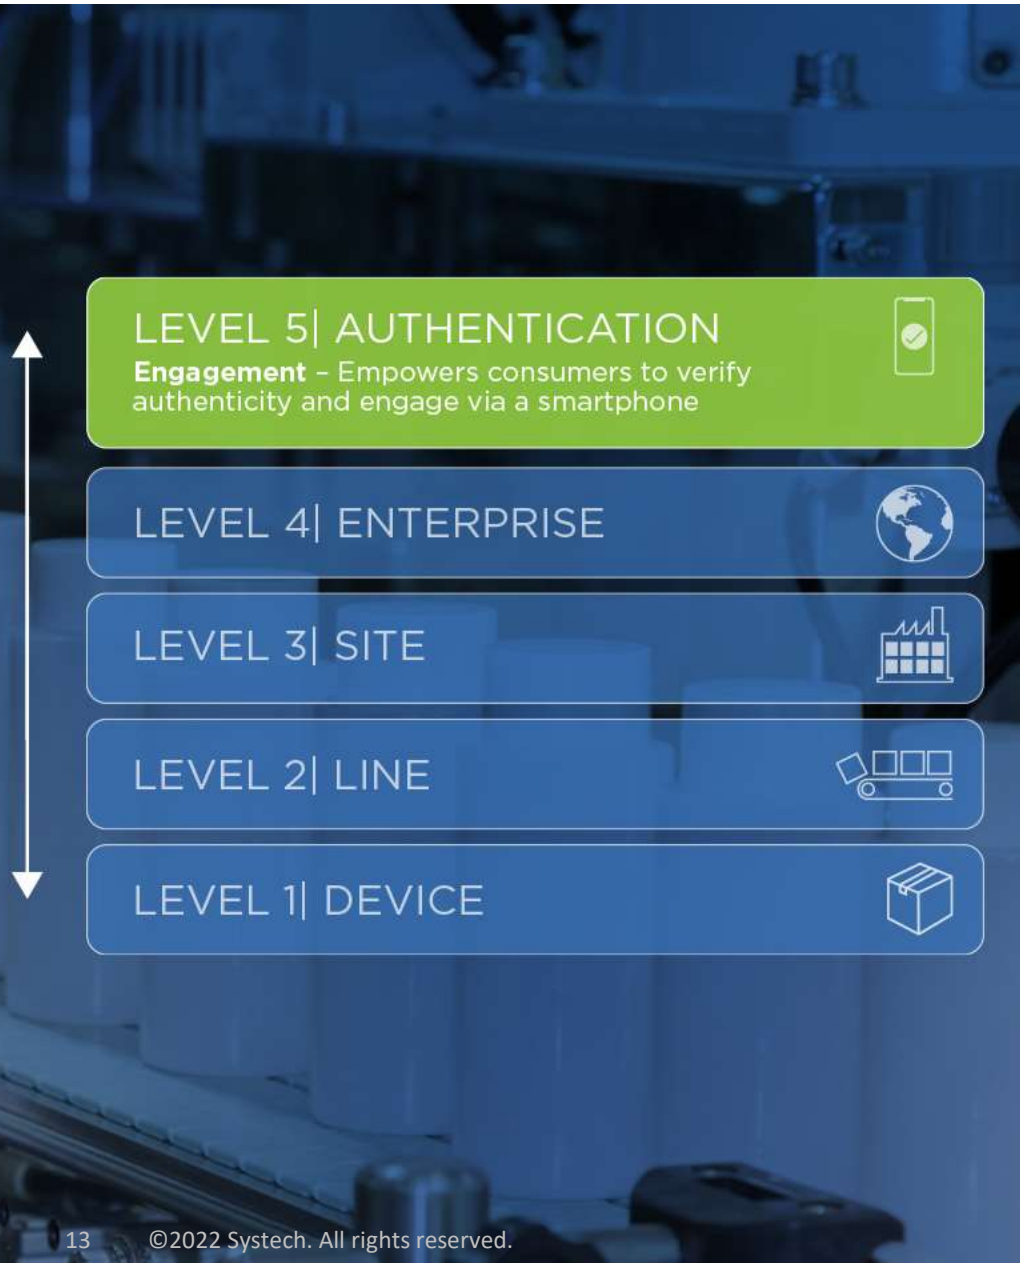 LEVEL 5| AUTHENTICATION
Engagement – Empowers consumers to verify
authenticity and engage via a smartphone
LEVEL 4| ENTERPRISE
LEVEL 3| SITE
LEVEL 2| LINE
LEVEL 1| DEVICE
13 ©2022 Systech. All rights reserved.